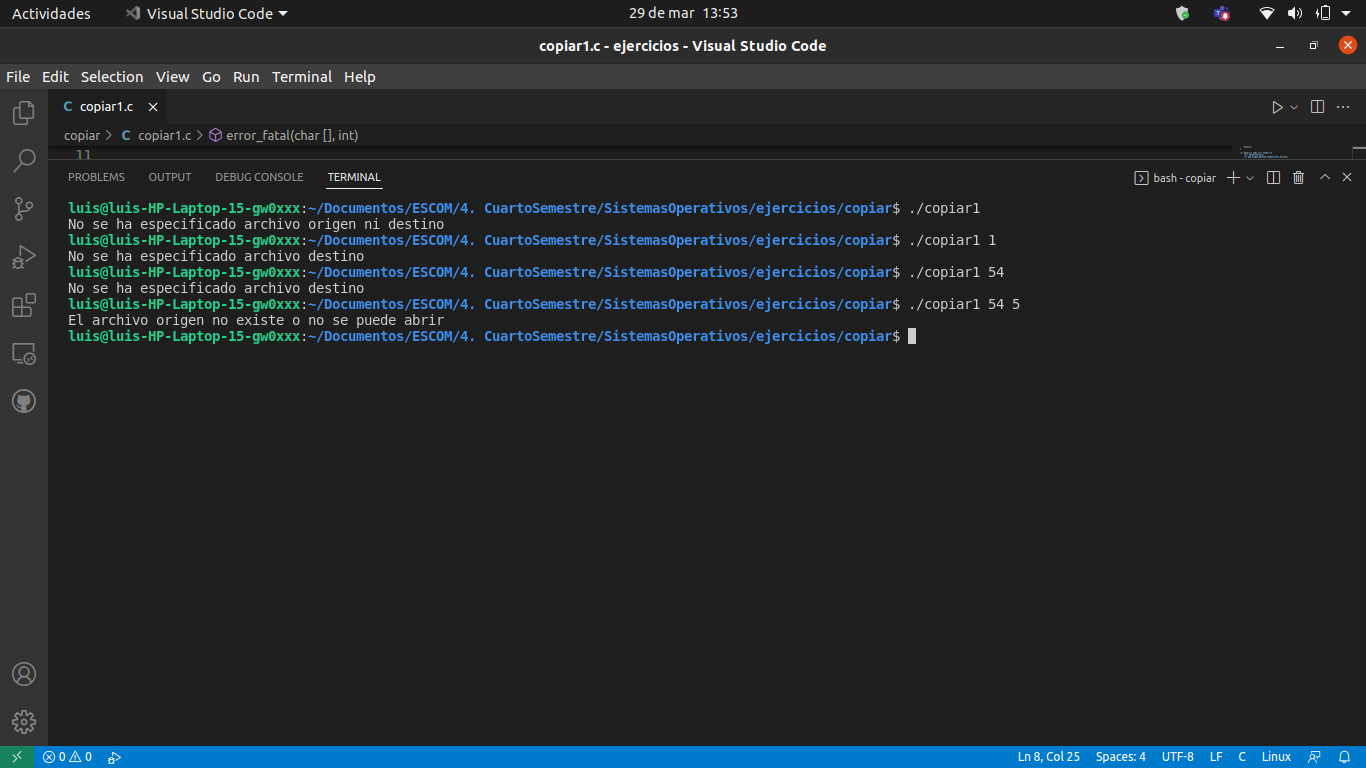 Actividades Visual Studio Code 29 de mar 13:53
copiar1.c - ejercicios - Visual Studio Code
File Edit Selection View Go Run Terminal Help
C copiar1.c
copiar > C copiar1.c > error_fatal(char [], int)
11
PROBLEMS OUTPUT DEBUG CONSOLE TERMINAL bash - copiar
luis@luis-HP-Laptop-15-gw0xxx:~/Documentos/ESCOM/4. CuartoSemestre/SistemasOperativos/ejercicios/copiar$ ./copiar1
No se ha especificado archivo origen ni destino
luis@luis-HP-Laptop-15-gw0xxx:~/Documentos/ESCOM/4. CuartoSemestre/SistemasOperativos/ejercicios/copiar$ ./copiar1 1
No se ha especificado archivo destino
luis@luis-HP-Laptop-15-gw0xxx:~/Documentos/ESCOM/4. CuartoSemestre/SistemasOperativos/ejercicios/copiar$ ./copiar1 54
No se ha especificado archivo destino
luis@luis-HP-Laptop-15-gw0xxx:~/Documentos/ESCOM/4. CuartoSemestre/SistemasOperativos/ejercicios/copiar$ ./copiar1 54 5
El archivo origen no existe o no se puede abrir
luis@luis-HP-Laptop-15-gw0xxx:~/Documentos/ESCOM/4. CuartoSemestre/SistemasOperativos/ejercicios/copiar$
0 0 Ln 8, Col 25 Spaces: 4 UTF-8 LF C Linux